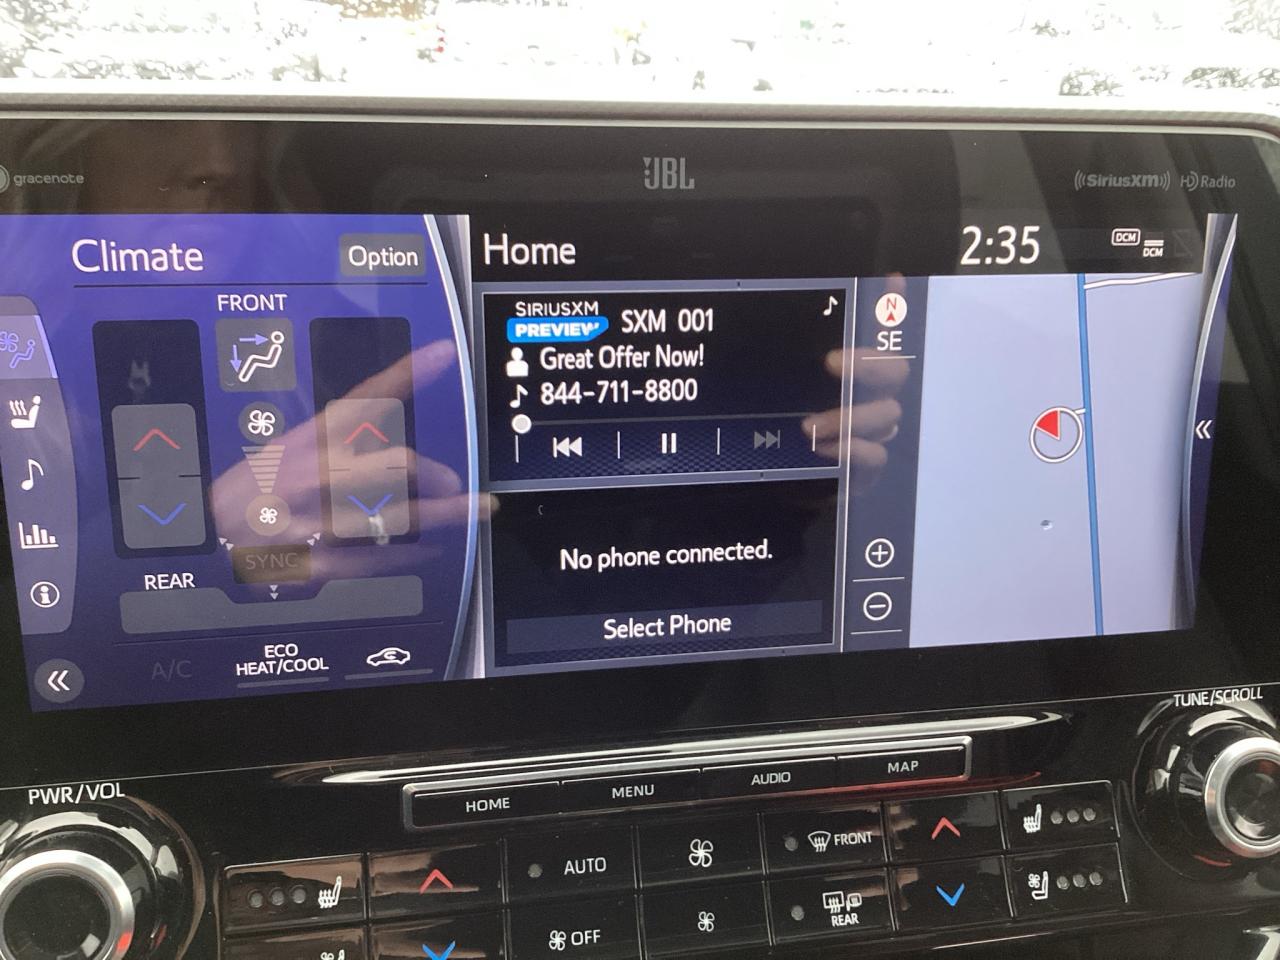 gracenote
JBL
SiriusXM
HD Radio
Climate
Option
Home
2:35
DCM
DCM
FRONT
SIRIUSXM
PREVIEW
SXM 001
Great Offer Now!
844-711-8800
N
SE
SYNC
REAR
No phone connected.
Select Phone
A/C
ECO
HEAT/COOL
PWR/VOL
TUNE/SCROLL
HOME
MENU
AUDIO
MAP
AUTO
FRONT
OFF
REAR